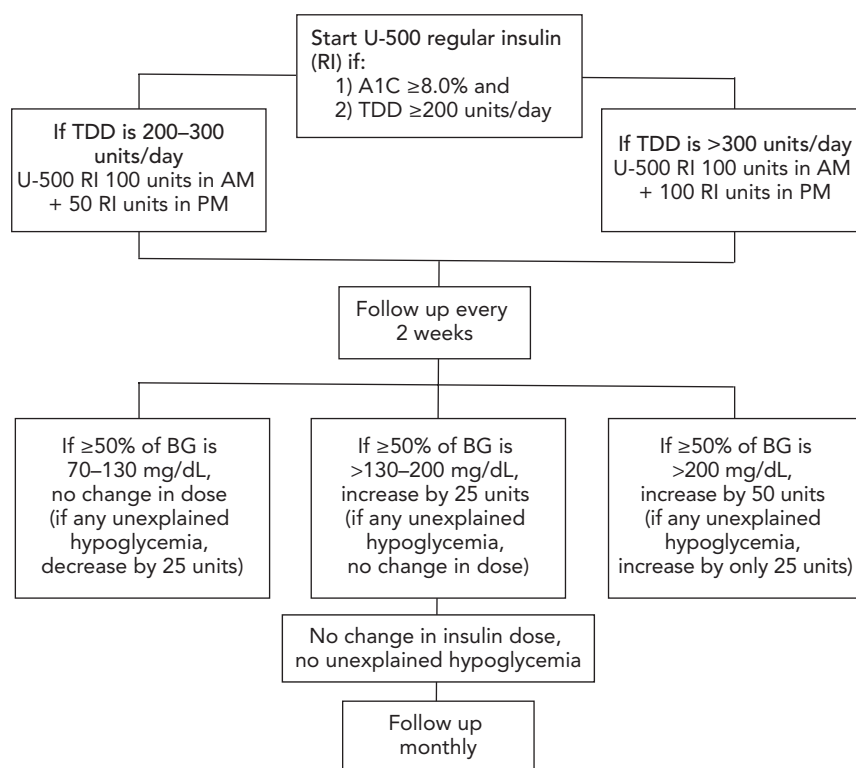 Start U-500 regular insulin
(RI) if:
1) A1C ≥8.0% and
2) TDD ≥200 units/day
If TDD is 200–300
units/day
U-500 RI 100 units in AM
+ 50 RI units in PM
If TDD is >300 units/day
U-500 RI 100 units in AM
+ 100 RI units in PM
Follow up every
2 weeks
If ≥50% of BG is
70–130 mg/dL,
no change in dose
(if any unexplained
hypoglycemia,
decrease by 25 units)
If ≥50% of BG is
>130–200 mg/dL,
increase by 25 units
(if any unexplained
hypoglycemia,
no change in dose)
If ≥50% of BG is
>200 mg/dL,
increase by 50 units
(if any unexplained
hypoglycemia,
increase by only 25 units)
No change in insulin dose,
no unexplained hypoglycemia
Follow up
monthly